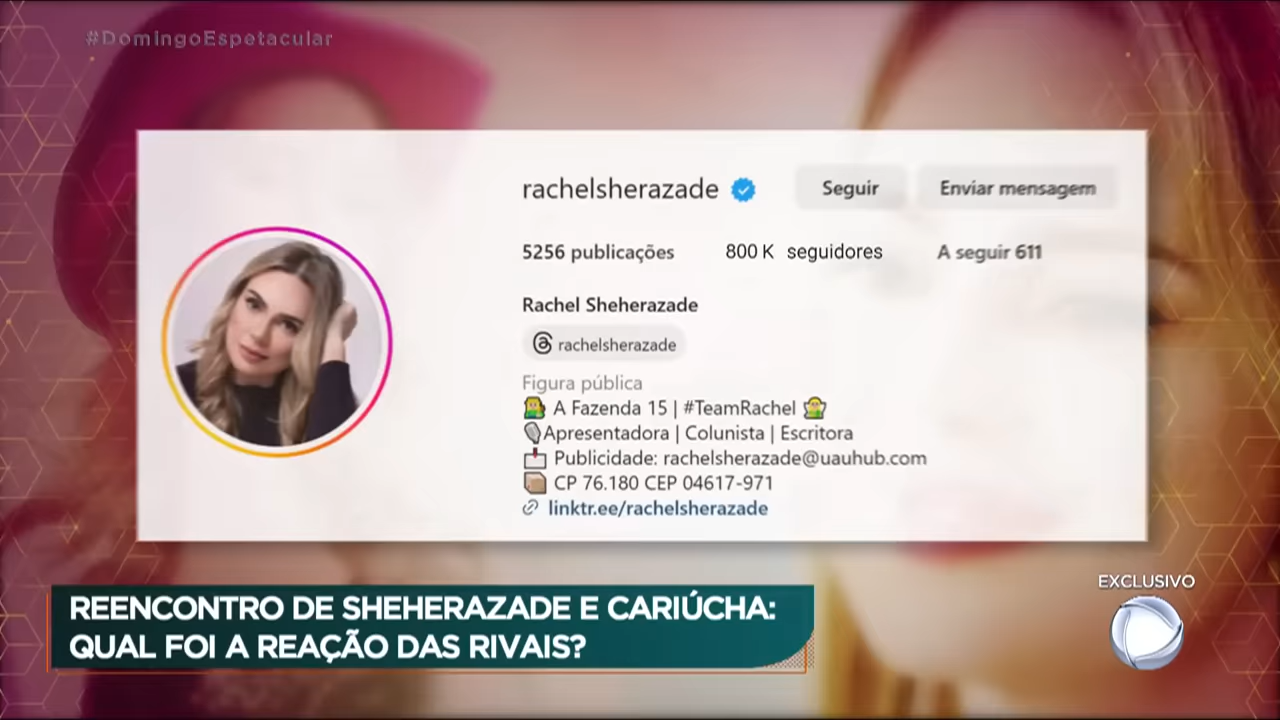 #DomingoEspetacular
rachelsherazade
Seguir
Enviar mensagem
5256 publicações
800 K seguidores
A seguir 611
Rachel Sheherazade
rachelsherazade
Figura pública
A Fazenda 15 | #TeamRachel
Apresentadora | Colunista | Escritora
Publicidade: rachelsherazade@uauhub.com
CP 76.180 CEP 04617-971
linktr.ee/rachelsherazade
EXCLUSIVO
REENCONTRO DE SHEHERAZADE E CARIÚCHA:
QUAL FOI A REAÇÃO DAS RIVAIS?